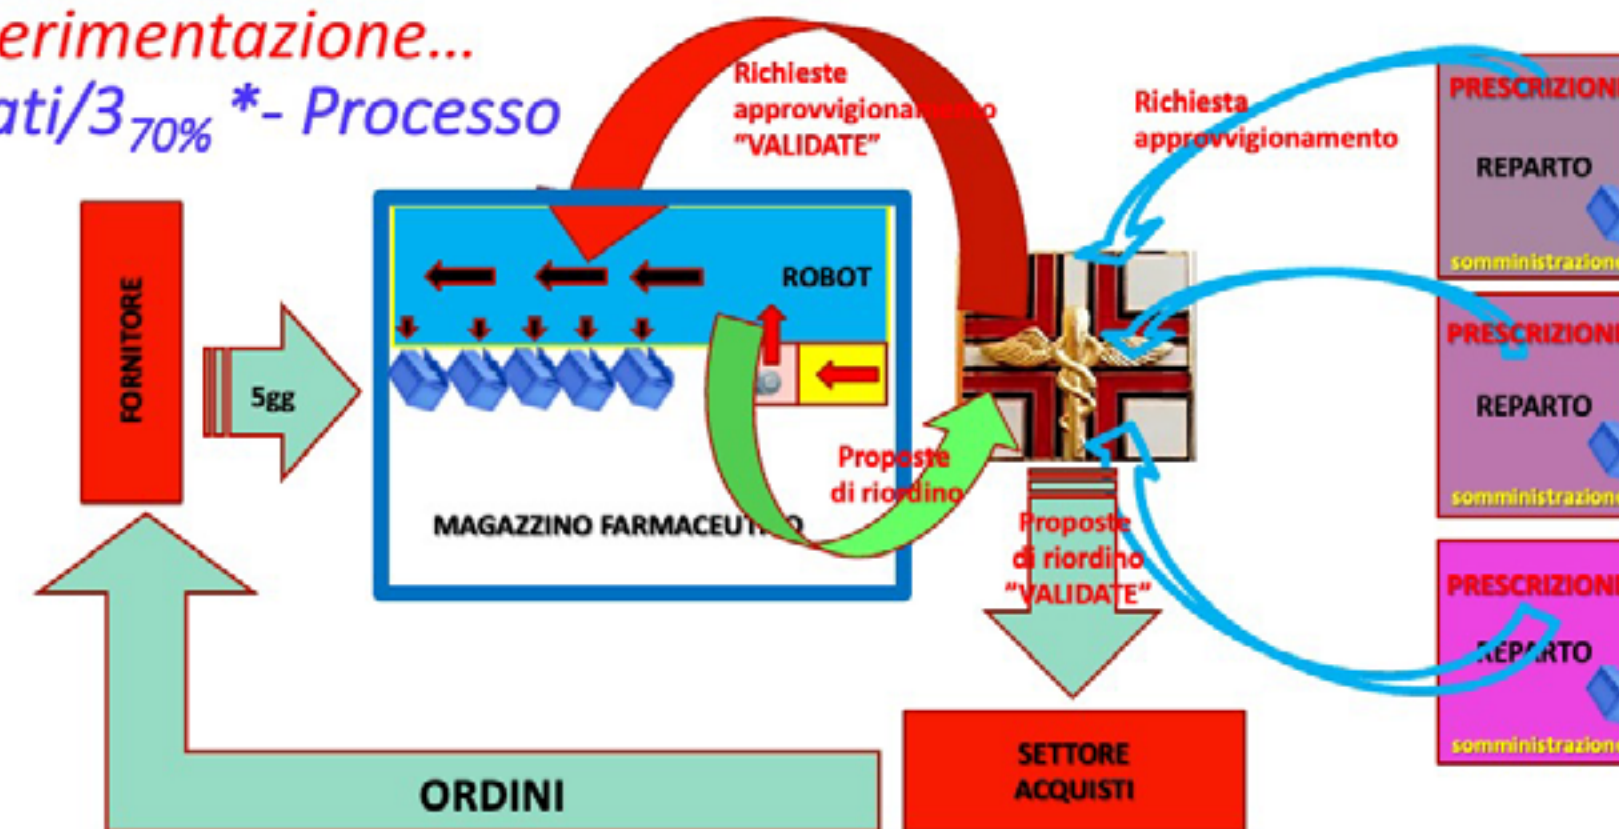 erimentazione...
ati/3 70% *- Processo
Richieste
approvvigionamento
"VALIDATE"
Richiesta
approvvigionamento
PRESCRIZION
REPARTO
somministrazion
FORNITORE
5gg
ROBOT
MAGAZZINO FARMACEUTICO
Proposte
di riordino
PRESCRIZION
REPARTO
somministrazion
Proposte
di riordino
"VALIDATE"
PRESCRIZION
REPARTO
somministrazion
SETTORE
ACQUISTI
ORDINI